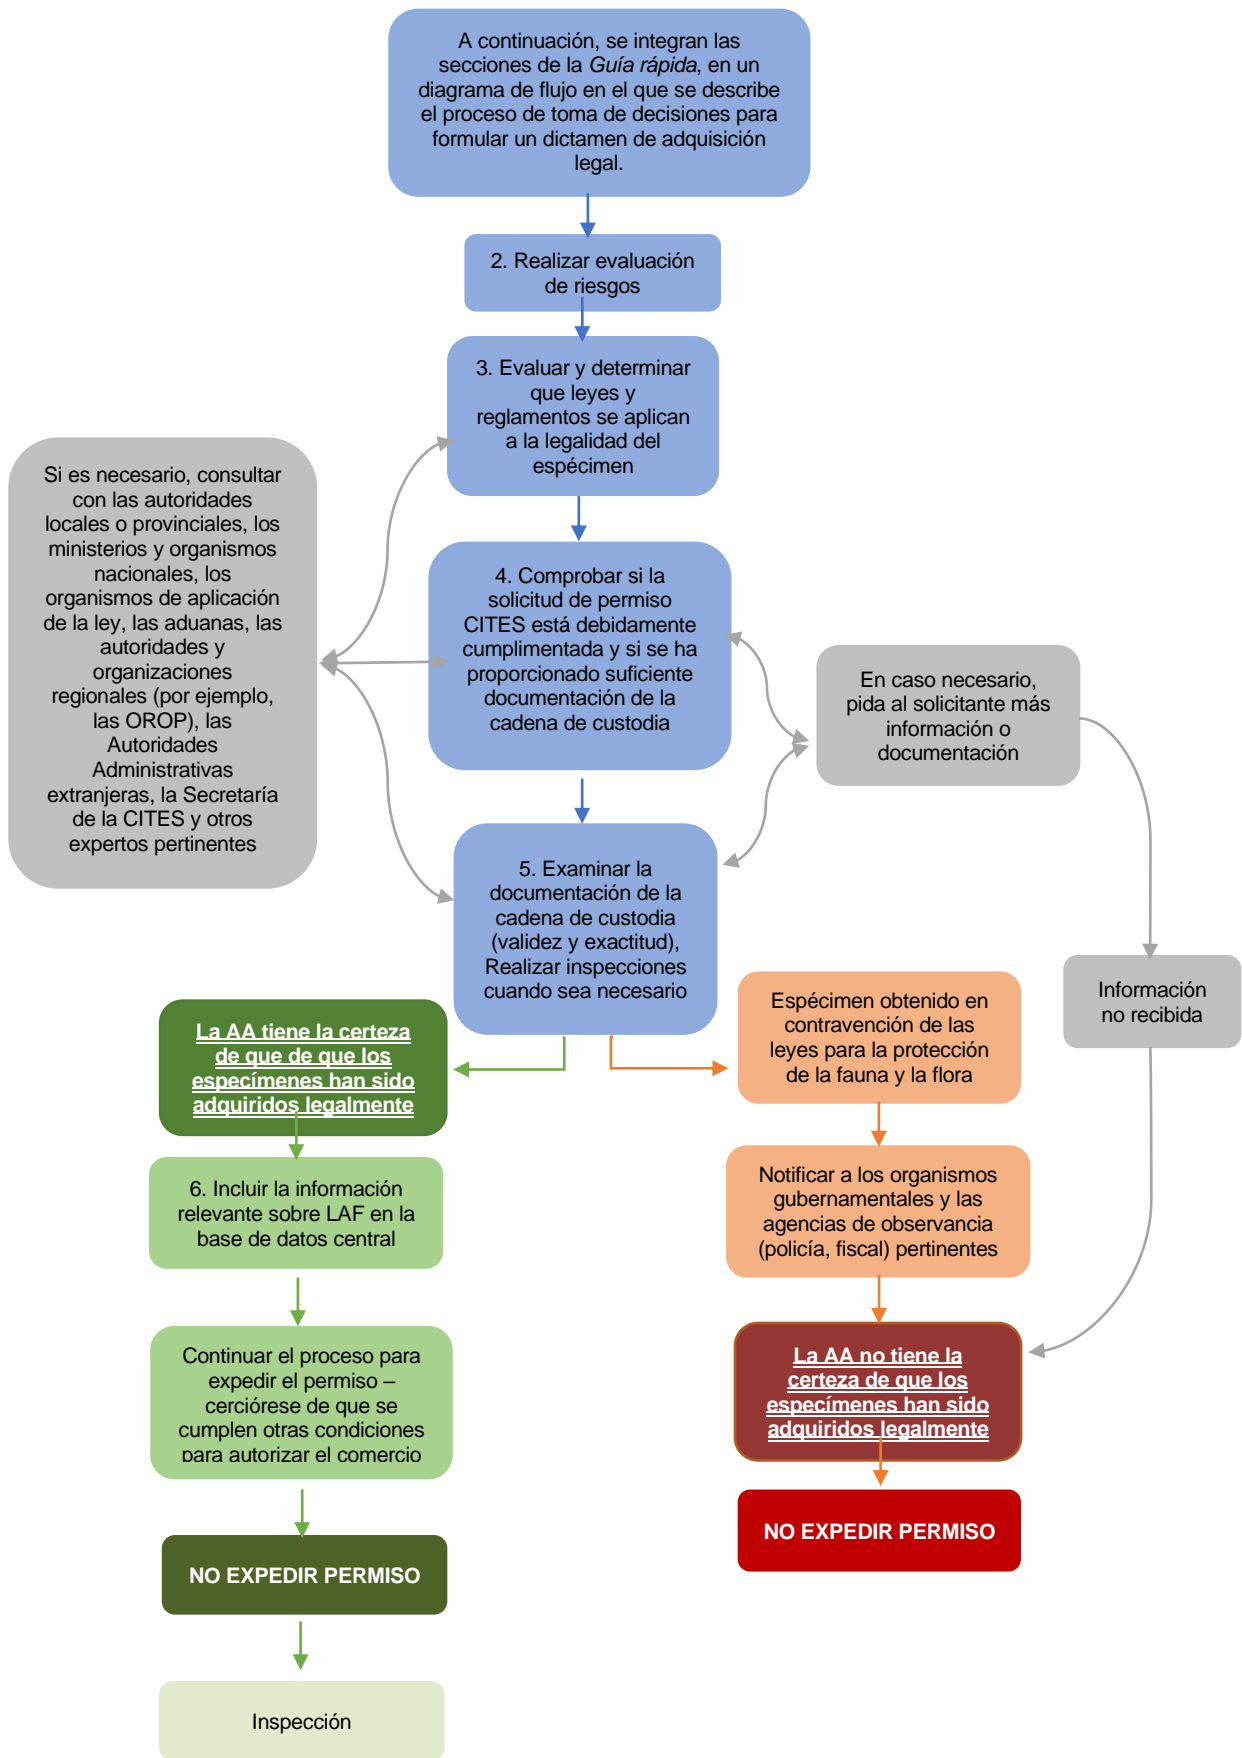 A continuación, se integran las
secciones de la Guía rápida, en un
diagrama de flujo en el que se describe
el proceso de toma de decisiones para
formular un dictamen de adquisición
legal.
2. Realizar evaluación
de riesgos
3. Evaluar y determinar
que leyes y
reglamentos se aplican
a la legalidad del
espécimen
Si es necesario, consultar
con las autoridades
locales o provinciales, los
ministerios y organismos
nacionales, los
organismos de aplicación
de la ley, las aduanas, las
autoridades y
organizaciones
regionales (por ejemplo,
las OROP), las
Autoridades
Administrativas
extranjeras, la Secretaría
de la CITES y otros
expertos pertinentes
4. Comprobar si la
solicitud de permiso
CITES está debidamente
cumplimentada y si se ha
proporcionado suficiente
documentación de la
cadena de custodia
En caso necesario,
pida al solicitante más
información o
documentación
5. Examinar la
documentación de la
cadena de custodia
(validez y exactitud),
Realizar inspecciones
cuando sea necesario
Información
no recibida
La AA tiene la certeza
de que de que los
especímenes han sido
adquiridos legalmente
Espécimen obtenido en
contravención de las
leyes para la protección
de la fauna y la flora
6. Incluir la información
relevante sobre LAF en la
base de datos central
Notificar a los organismos
gubernamentales y las
agencias de observancia
(policía, fiscal) pertinentes
Continuar el proceso para
expedir el permiso –
cerciórese de que se
cumplen otras condiciones
para autorizar el comercio
La AA no tiene la
certeza de que los
especímenes han sido
adquiridos legalmente
NO EXPEDIR PERMISO
NO EXPEDIR PERMISO
Inspección